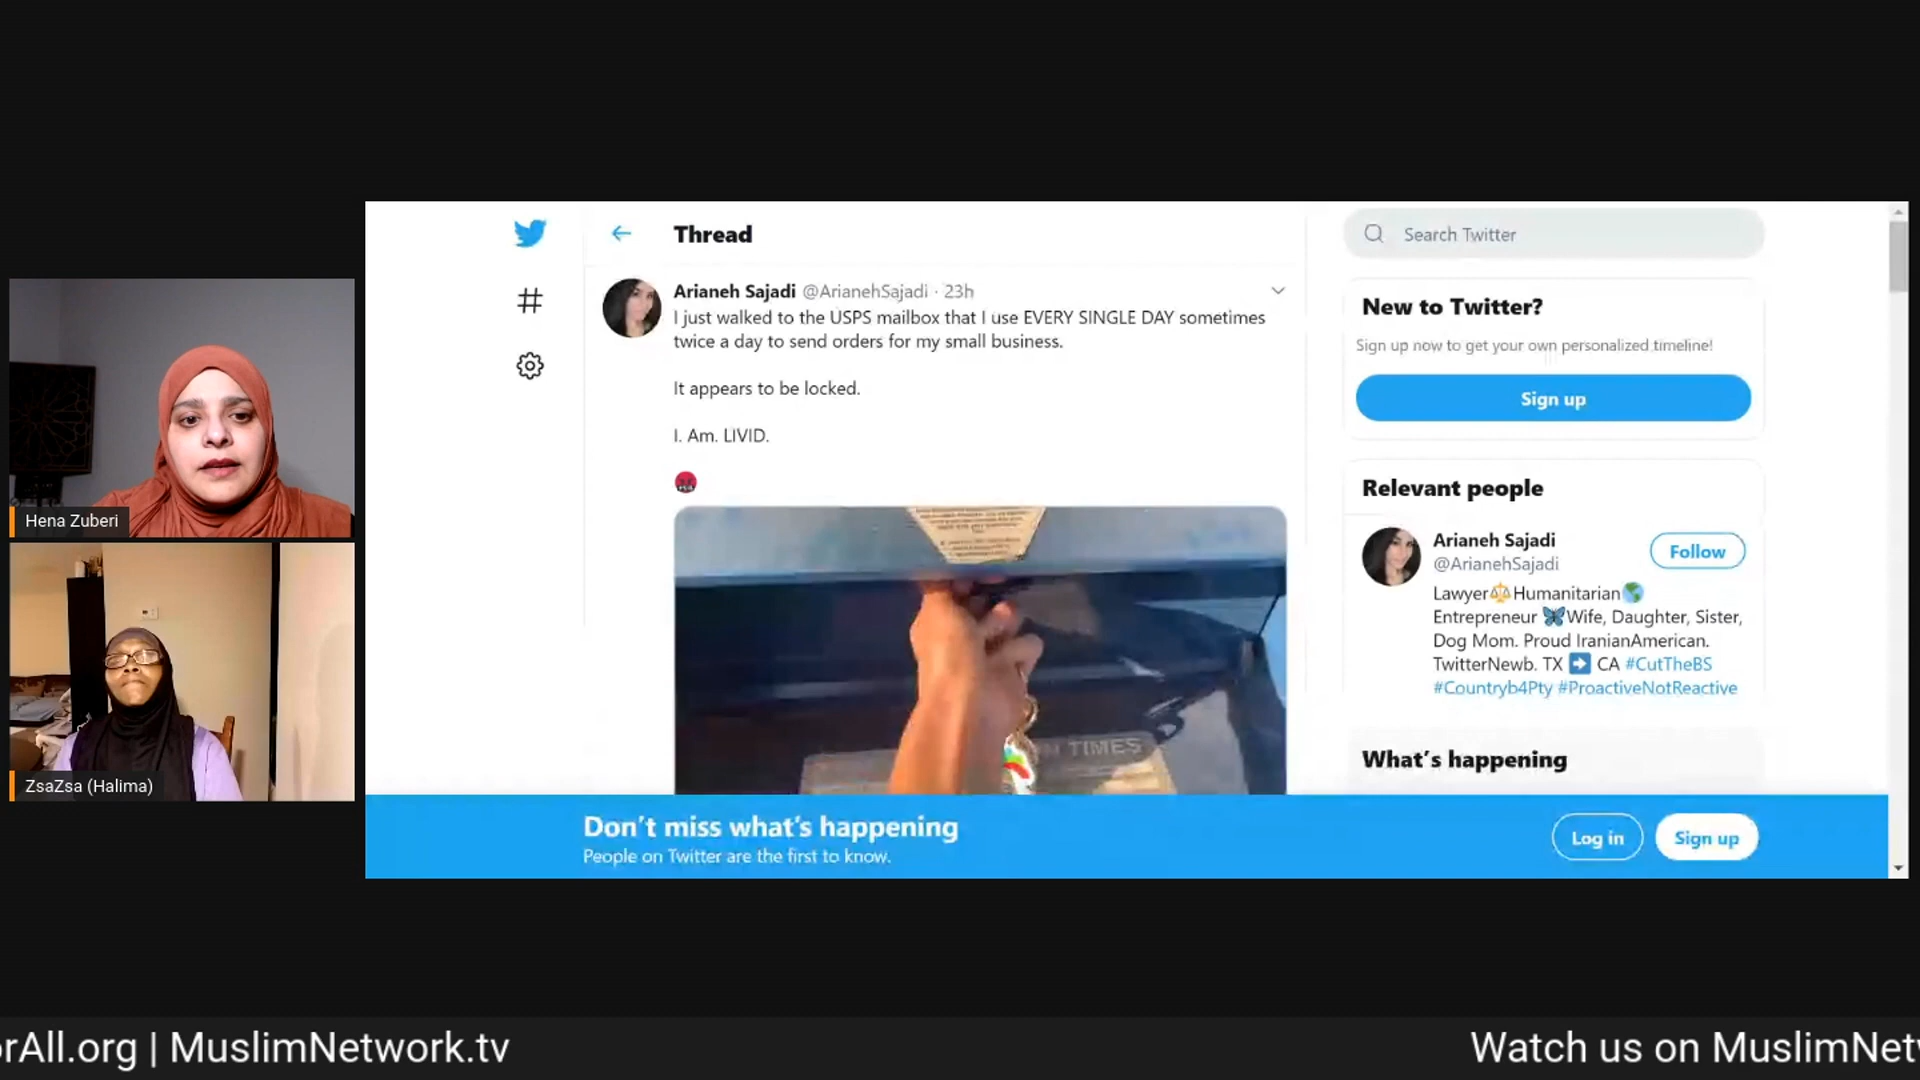 Hena Zuberi
ZsaZsa (Halima)
Thread
Arianeh Sajadi @ArianehSajadi · 23h
I just walked to the USPS mailbox that I use EVERY SINGLE DAY sometimes
twice a day to send orders for my small business.
It appears to be locked.
I. Am. LIVID.
TIMES
Search Twitter
New to Twitter?
Sign up now to get your own personalized timeline!
Sign up
Relevant people
Arianeh Sajadi
@ArianehSajadi
Follow
Lawyer⚖️Humanitarian🌎
Entrepreneur 🦋Wife, Daughter, Sister,
Dog Mom. Proud IranianAmerican.
TwitterNewb. TX ➡️ CA #CutTheBS
#Countryb4Pty #ProactiveNotReactive
What's happening
Don't miss what's happening
People on Twitter are the first to know.
Log in
Sign up
rAll.org | MuslimNetwork.tv
Watch us on MuslimNet